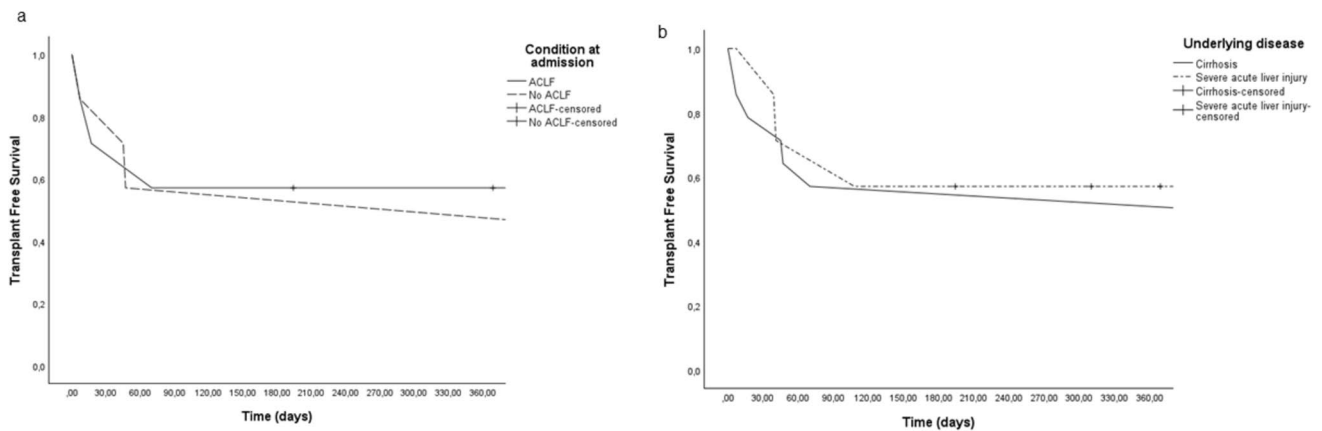 a
Transplant Free Survival
1,0
0,8
0,6
0,4
0,2
0,0
,00 30,00 60,00 90,00 120,00 150,00 180,00 210,00 240,00 270,00 300,00 330,00 360,00
Time (days)
Condition at
admission
ACLF
No ACLF
ACLF-censored
No ACLF-censored
b
Transplant Free Survival
1,0
0,8
0,6
0,4
0,2
0,0
,00 30,00 60,00 90,00 120,00 150,00 180,00 210,00 240,00 270,00 300,00 330,00 360,00
Time (days)
Underlying disease
Cirrhosis
Severe acute liver injury
Cirrhosis-censored
Severe acute liver injury-
censored